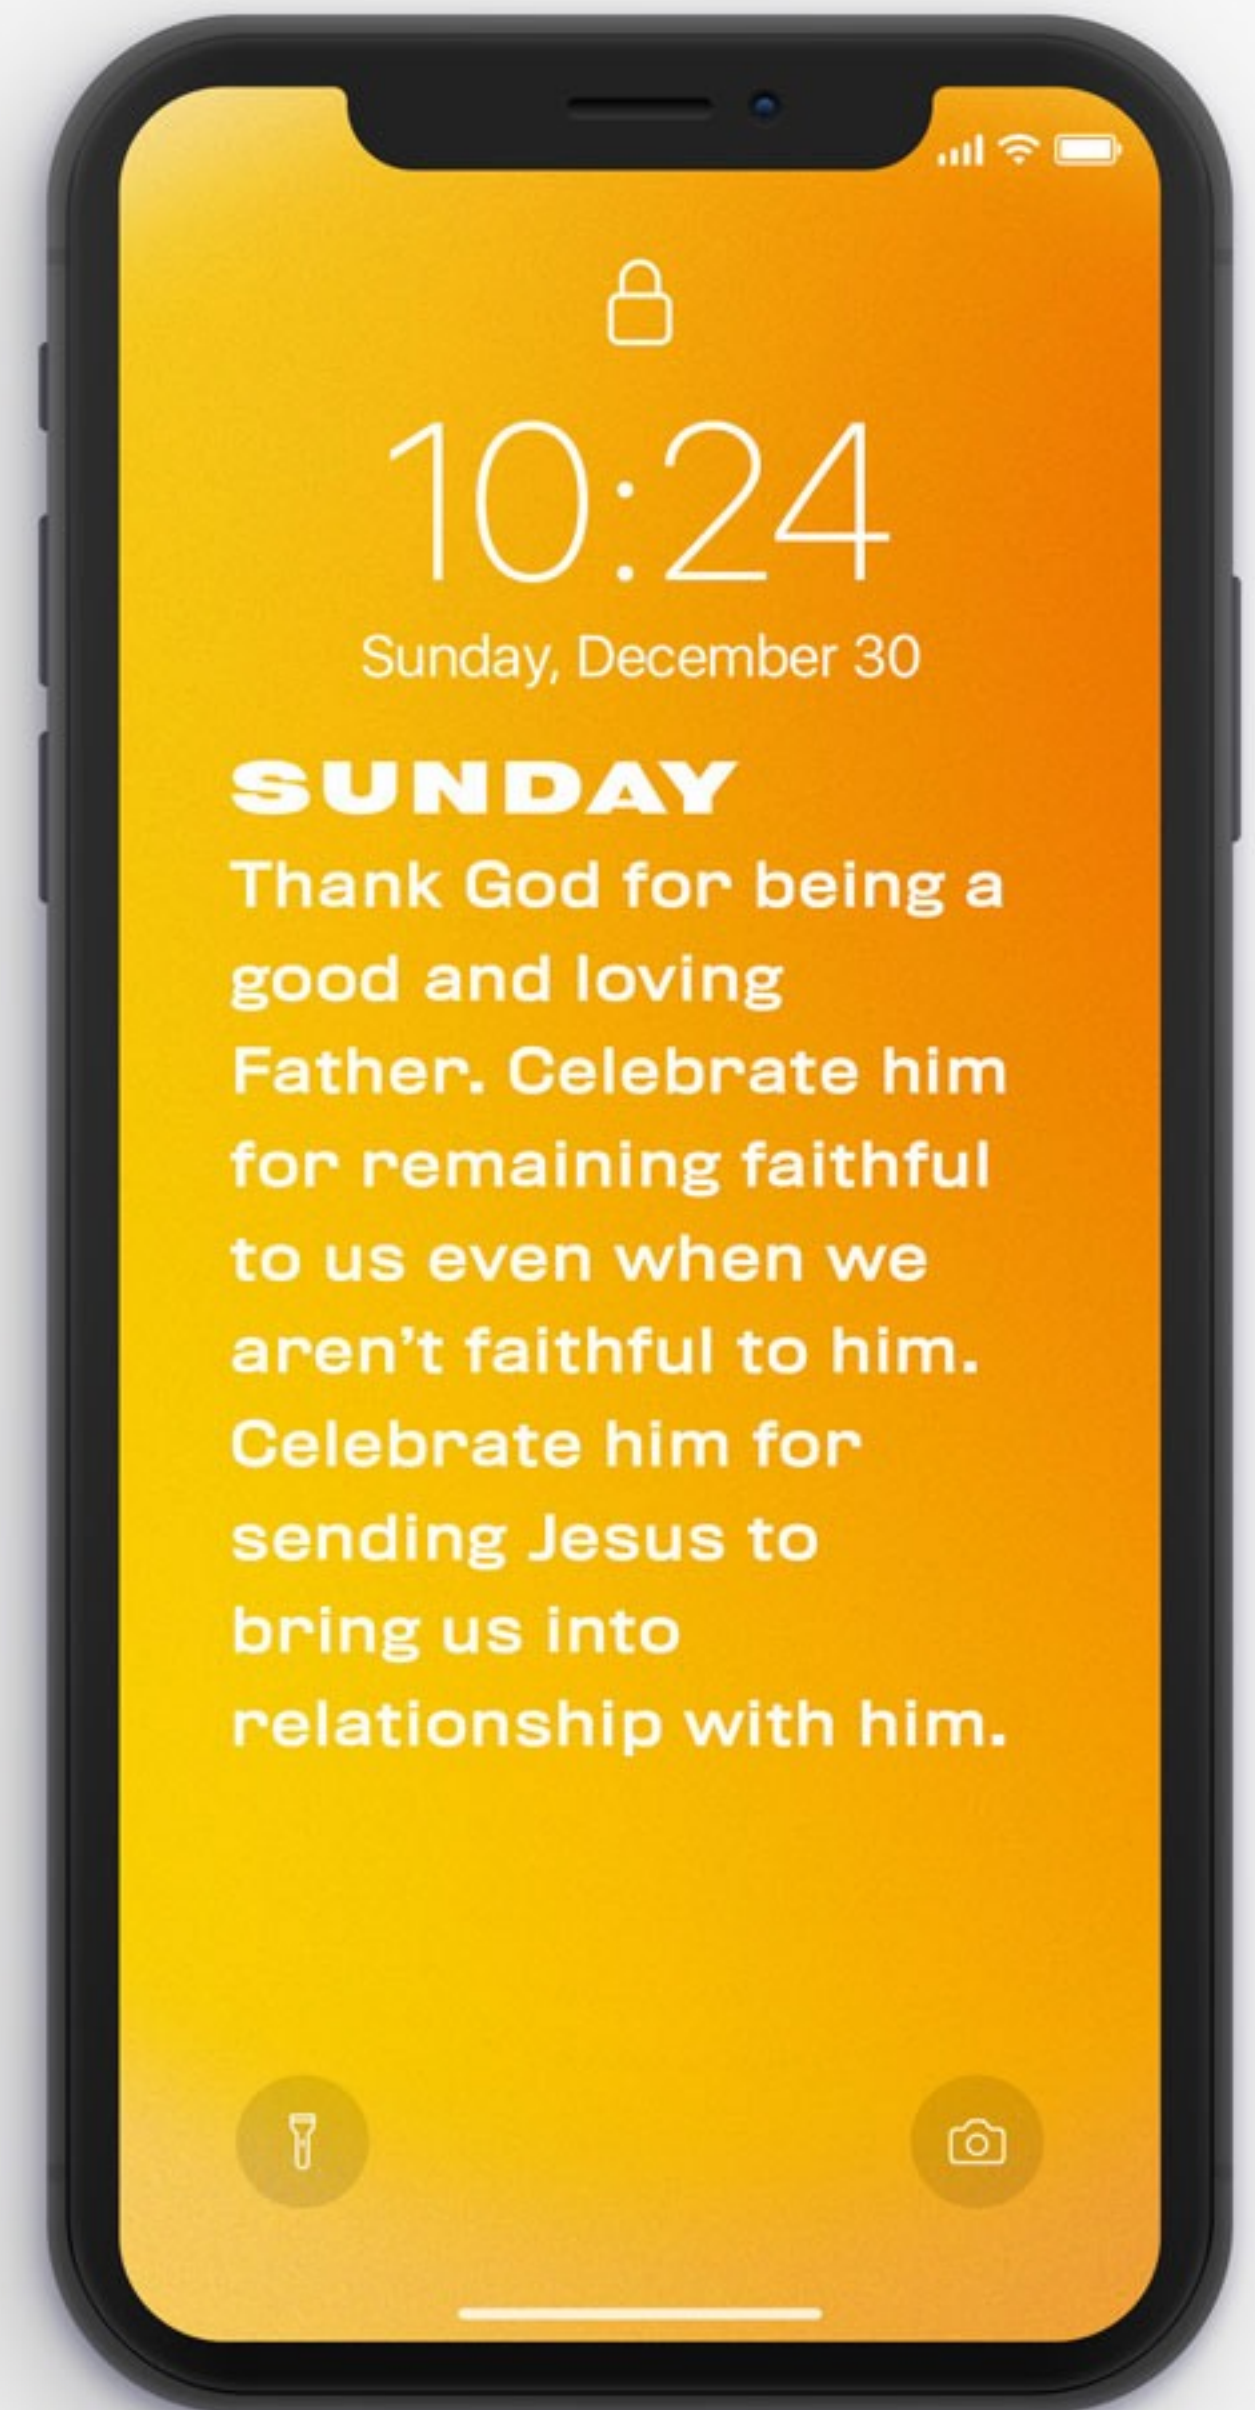 10:24
Sunday, December 30
SUNDAY
Thank God for being a
good and loving
Father. Celebrate him
for remaining faithful
to us even when we
aren’t faithful to him.
Celebrate him for
sending Jesus to
bring us into
relationship with him.